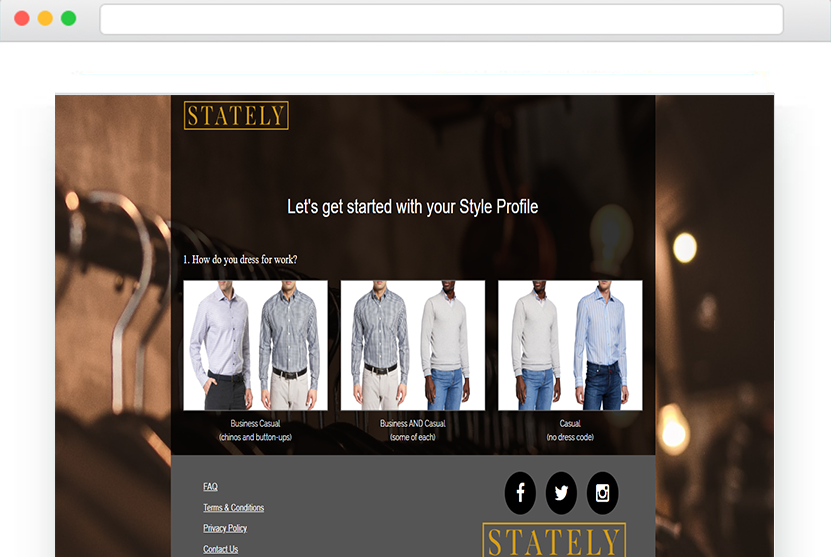 STATELY
Let's get started with your Style Profile
1. How do you dress for work?
Business Casual
(chinos and button-ups)
Business AND Casual
(some of each)
Casual
(no dress code)
FAQ
Terms & Conditions
Privacy Policy
Contact Us
STATELY